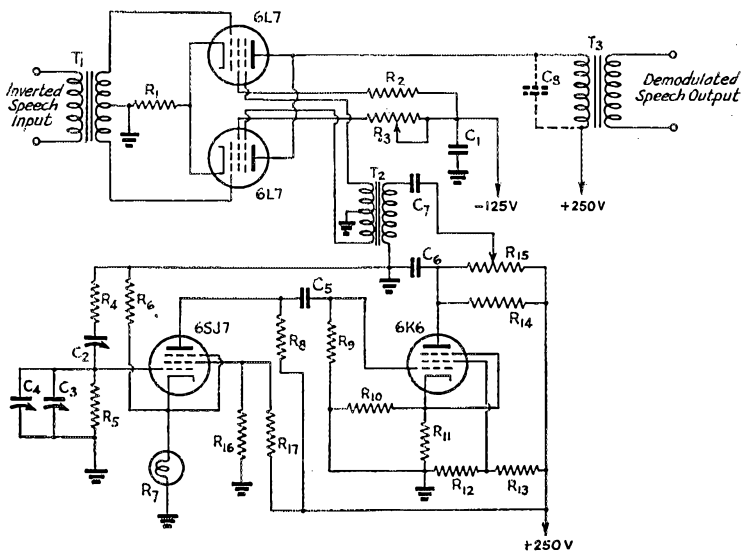 6L7
T1
Inverted
Speech
Input
R1
R2
R3
C1
C8
T3
Demodulated
Speech Output
6L7
T2
C7
-125V
+250V
C6
R15
R4
R6
C5
R14
6SJ7
6K6
C2
R8
R9
C4
C3
R5
R10
R11
R16
R17
R12
R13
R7
+250V